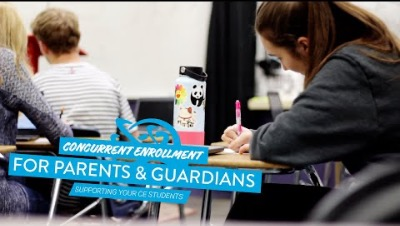 CONCURRENT ENROLLMENT
FOR PARENTS & GUARDIANS
SUPPORTING YOUR CE STUDENTS